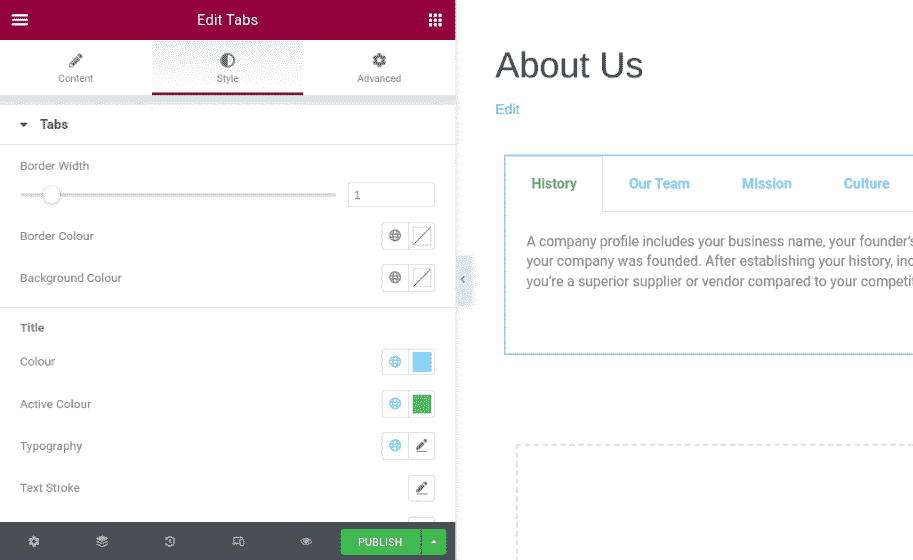 Edit Tabs
Content
Style
Advanced
Tabs
Border Width
1
Border Colour
Background Colour
Title
Colour
Active Colour
Typography
Text Stroke
PUBLISH
About Us
Edit
History
Our Team
Mission
Culture
A company profile includes your business name, your founder's
your company was founded. After establishing your history, inc
you're a superior supplier or vendor compared to your competit